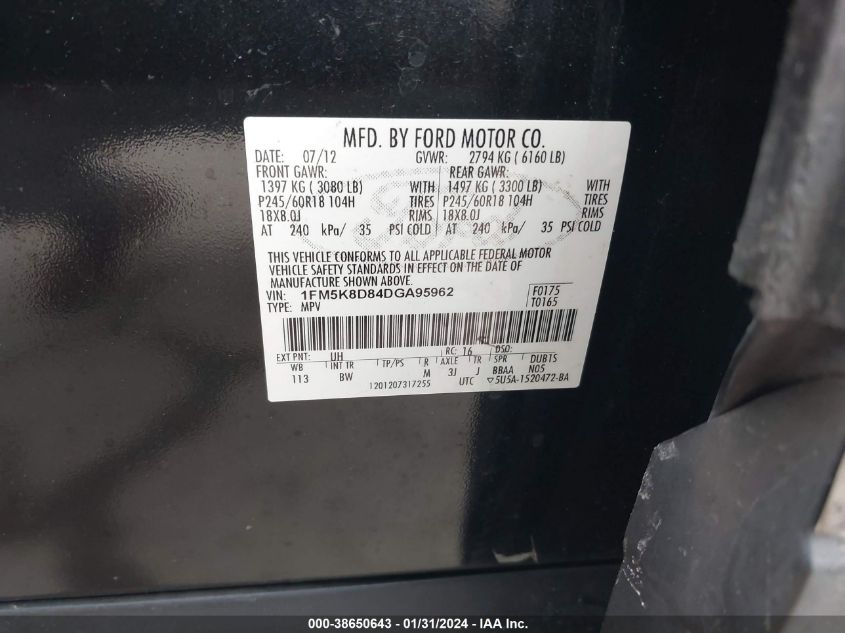 MFD. BY FORD MOTOR CO.
DATE: 07/12 GVWR: 2794 KG ( 6160 LB)
FRONT GAWR: REAR GAWR:
1397 KG ( 3080 LB) WITH 1497 KG ( 3300 LB) WITH
P245/60R18 104H TIRES P245/60R18 104H TIRES
18X8.0J RIMS 18X8.0J RIMS
AT 240 kPa/ 35 PSI COLD AT 240 kPa/ 35 PSI COLD
THIS VEHICLE CONFORMS TO ALL APPLICABLE FEDERAL MOTOR
VEHICLE SAFETY STANDARDS IN EFFECT ON THE DATE OF
MANUFACTURE SHOWN ABOVE.
VIN: 1FM5K8D84DGA95962 F0175
TYPE: MPV T0165
EXT PNT: UH RC: 16 DSO:
WB INT TR TP/PS R AXLE TR SPR DUBTS
113 BW M 3J J BBAA N05
1201207317255 UTC ▽5U5A-1520472-BA
000-38650643 - 01/31/2024 - IAA Inc.